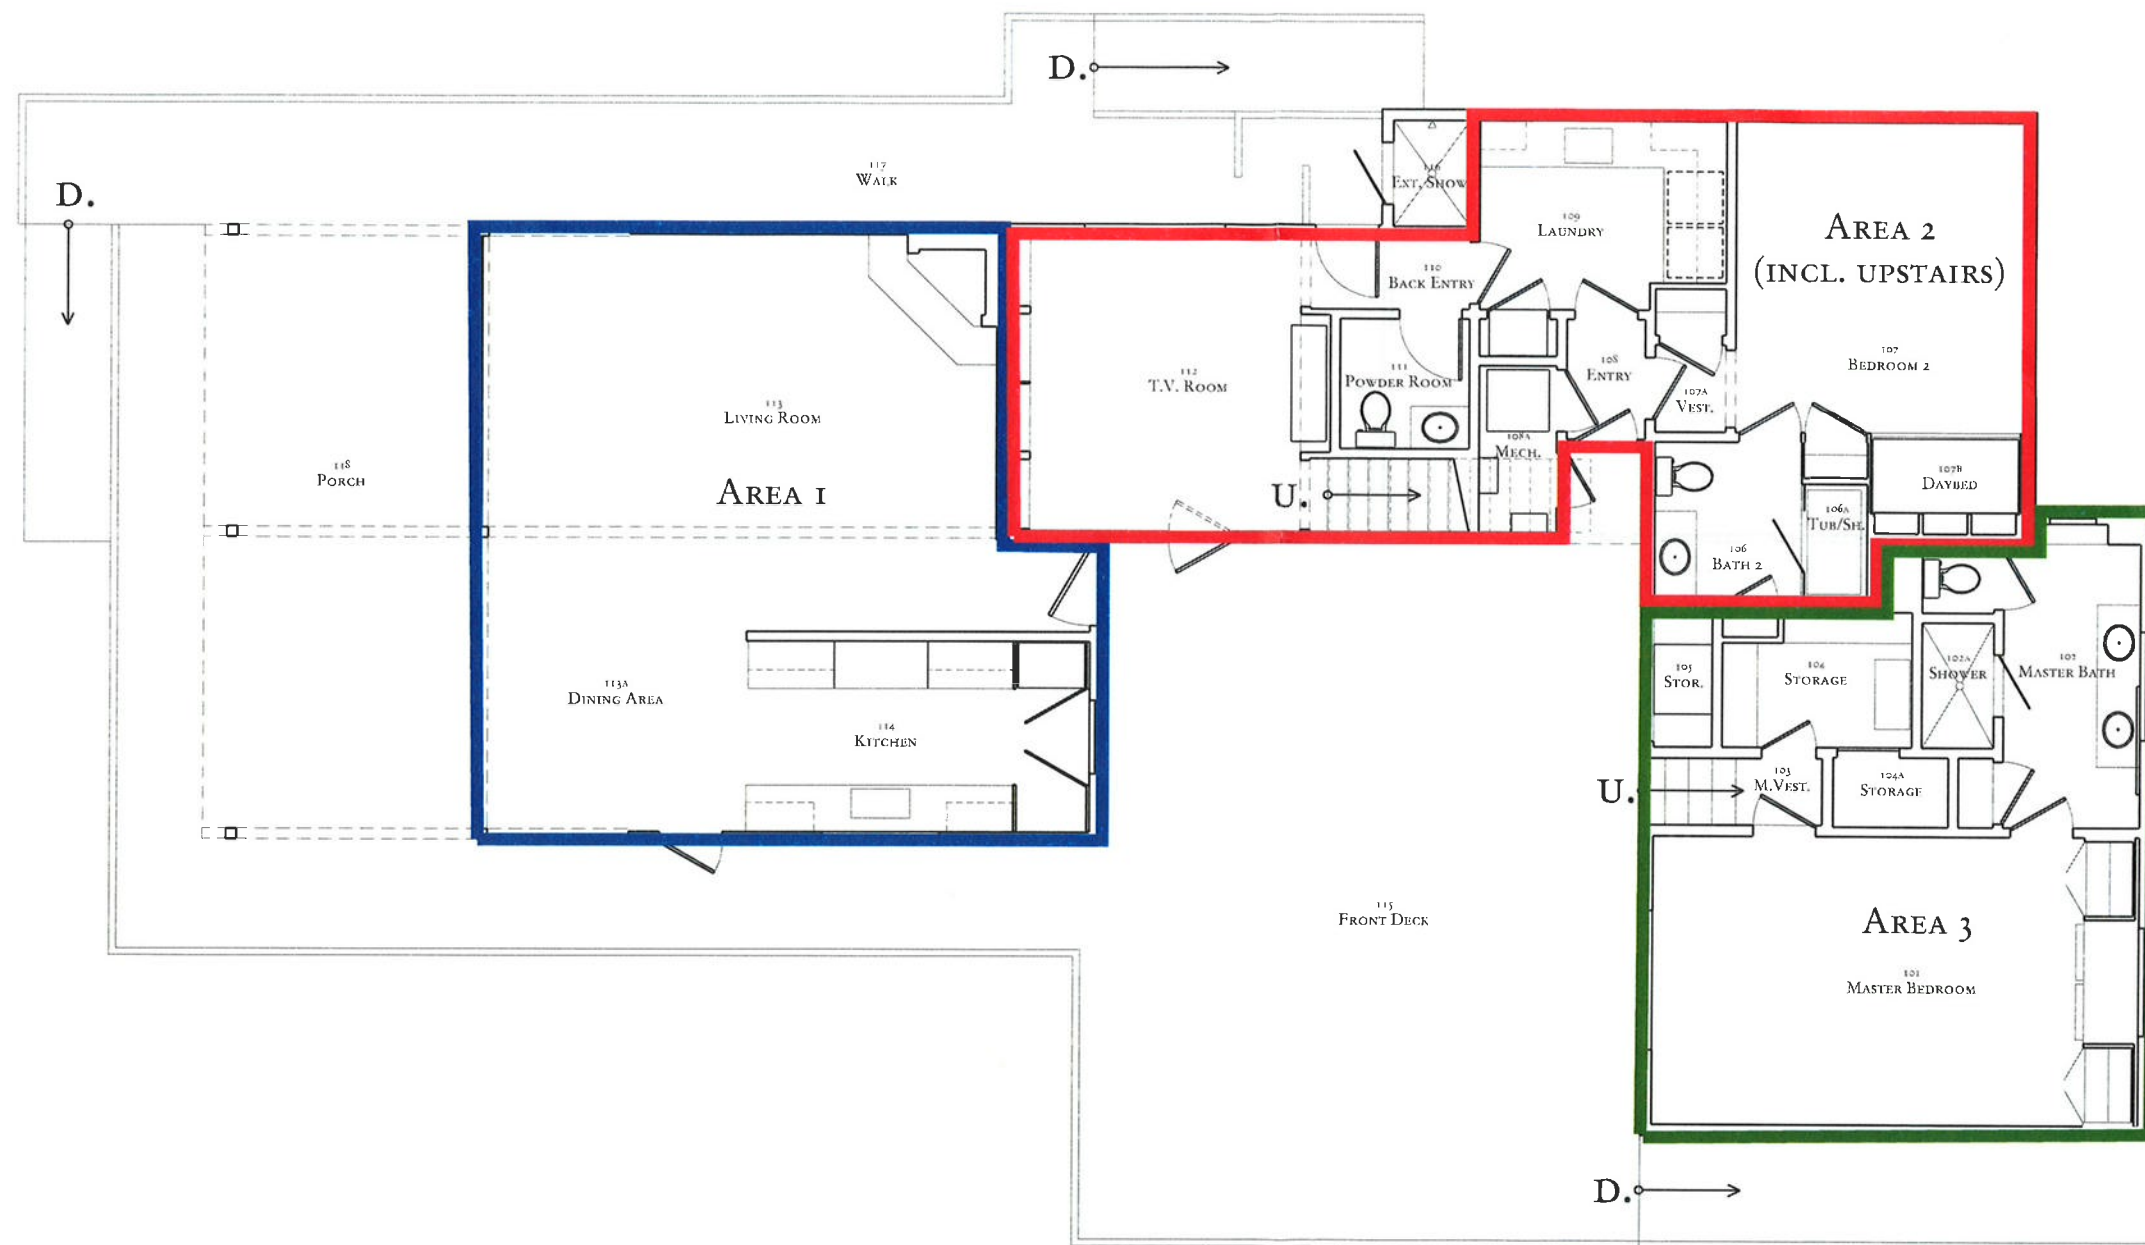 D.
117
WALK
D.
116
EXT. SHOW
109
LAUNDRY
AREA 2
(INCL. UPSTAIRS)
110
BACK ENTRY
112
T.V. ROOM
111
POWDER ROOM
108
ENTRY
107
BEDROOM 2
107A
VEST.
113
LIVING ROOM
108A
MECH.
118
PORCH
AREA 1
U.
107B
DAYBED
106A
TUB/SH.
106
BATH 2
113A
DINING AREA
114
KITCHEN
105
STOR.
104
STORAGE
102A
SHOWER
102
MASTER BATH
U.
103
M.VEST.
104A
STORAGE
115
FRONT DECK
AREA 3
101
MASTER BEDROOM
D.